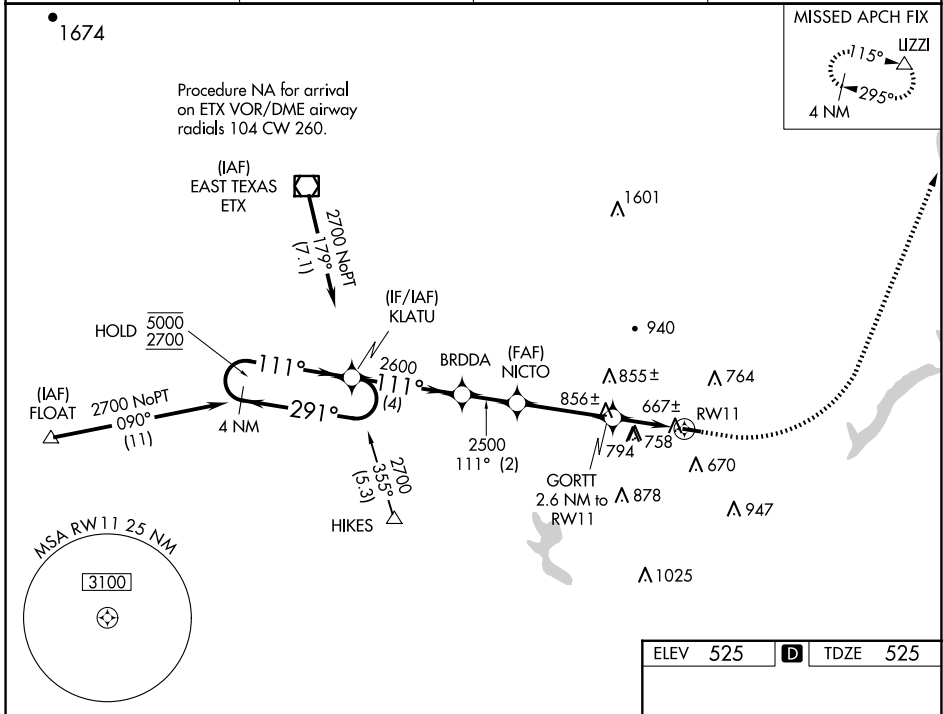 1674
MISSED APCH FIX
LIZZI
115°
295°
4 NM
Procedure NA for arrival
on ETX VOR/DME airway
radials 104 CW 260.
(IAF)
EAST TEXAS
ETX
2700 NoPT
179°
(7.1)
1601
(IF/IAF)
KLATU
HOLD
5000
2700
940
BRDDA
(FAF)
NICTO
111°
2600
111°
(4)
855±
764
(IAF)
FLOAT
2700 NoPT
090°
(11)
291°
4 NM
856±
667±
RW11
794
758
2500
111° (2)
670
GORTT
2.6 NM to
RW11
2700
355°
(5.3)
HIKES
878
947
MSA RW11 25 NM
3100
1025
ELEV 525
D
TDZE 525